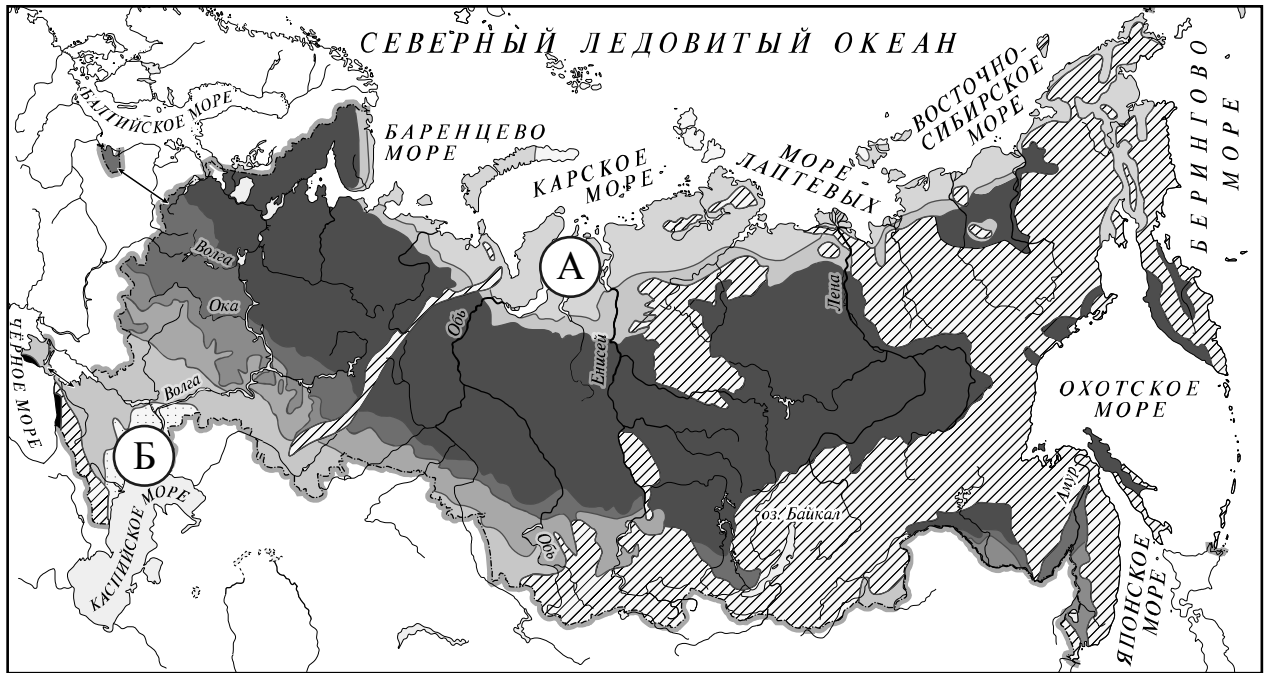 СЕВЕРНЫЙ ЛЕДОВИТЫЙ ОКЕАН
БАЛТИЙСКОЕ МОРЕ
БАРЕНЦЕВО
МОРЕ
КАРСКОЕ
МОРЕ
МОРЕ
ЛАПТЕВЫХ
ВОСТОЧНО-
СИБИРСКОЕ
МОРЕ
БЕРИНГОВО
МОРЕ
А
Волга
Ока
Обь
Енисей
Лена
ЧЁРНОЕ МОРЕ
Волга
Б
ОХОТСКОЕ
МОРЕ
КАСПИЙСКОЕ МОРЕ
Обь
оз. Байкал
Амур
ЯПОНСКОЕ
МОРЕ